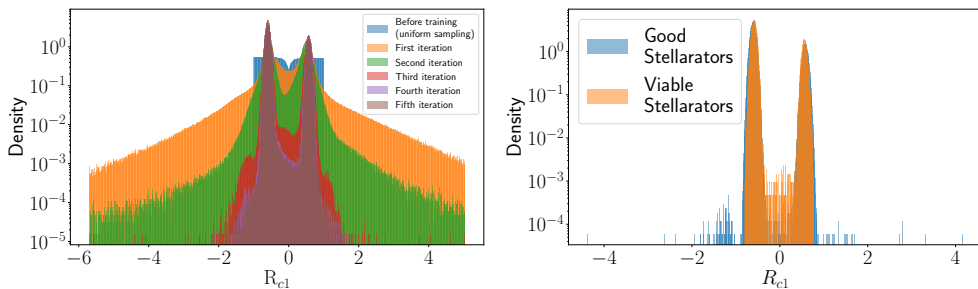 Before training
(uniform sampling)
First iteration
Second iteration
Third iteration
Fourth iteration
Fifth iteration
Density
10^0
10^-1
10^-2
10^-3
10^-4
10^-5
−6 −4 −2 0 2 4
R_c1
Good
Stellarators
Viable
Stellarators
Density
10^0
10^-1
10^-2
10^-3
10^-4
−4 −2 0 2 4
R_c1